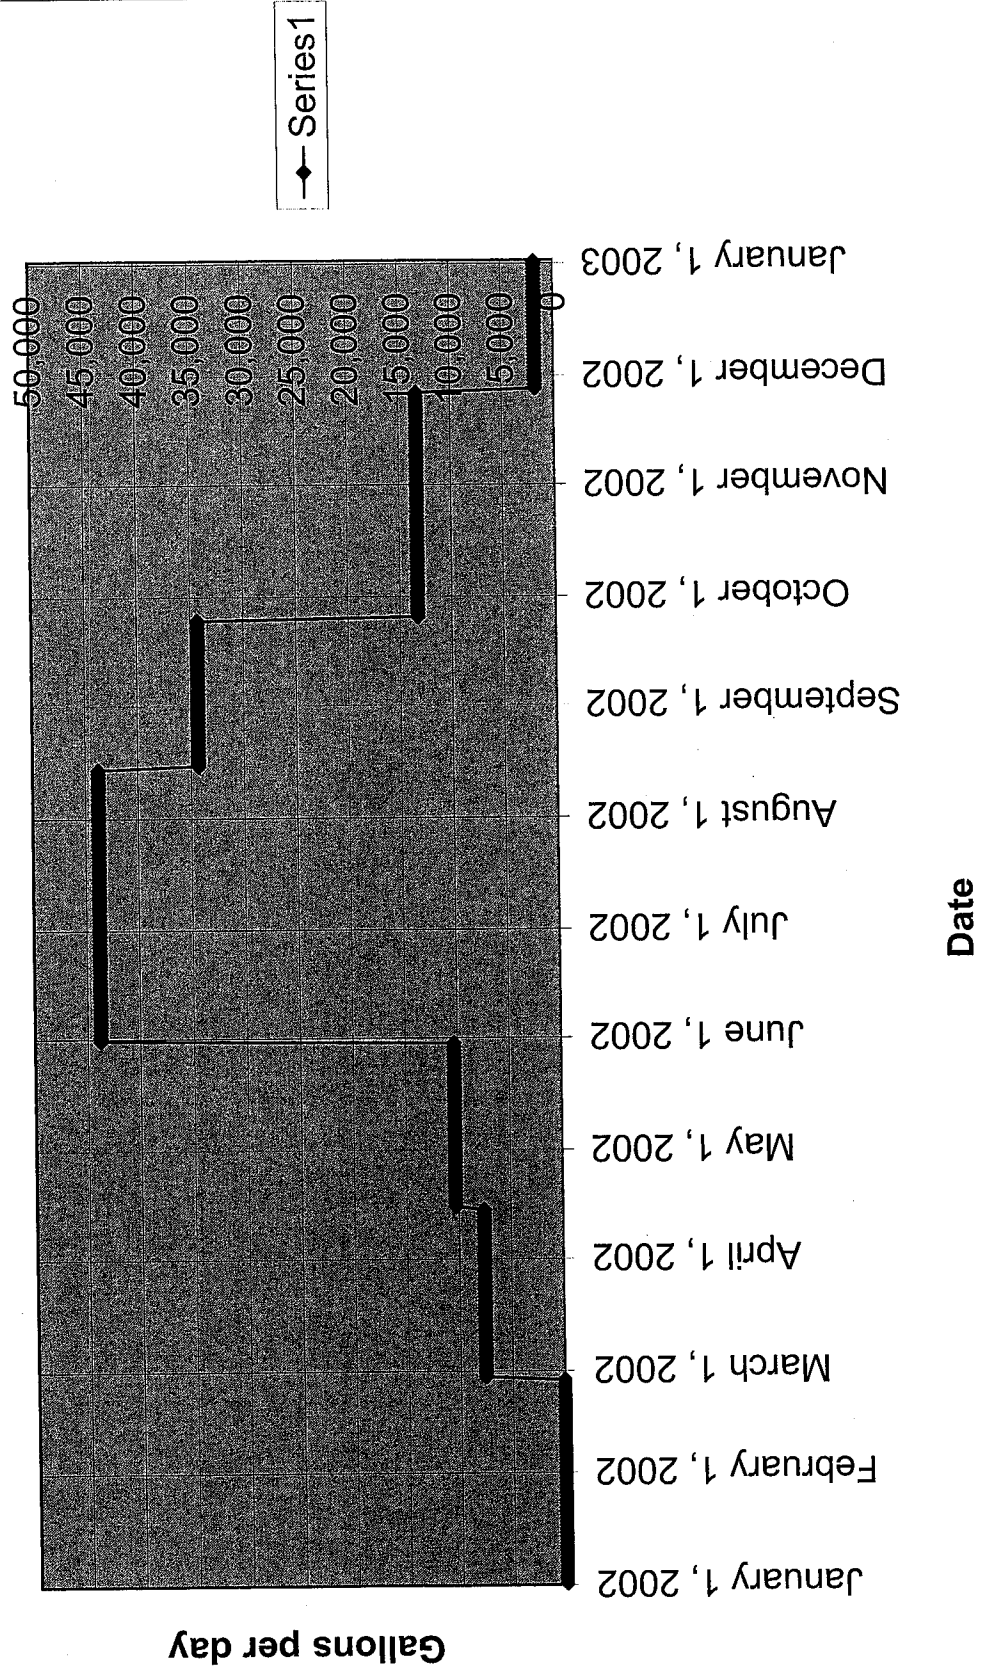 Gallons per day
50,000
45,000
40,000
35,000
30,000
25,000
20,000
15,000
10,000
5,000
0
January 1, 2002
February 1, 2002
March 1, 2002
April 1, 2002
May 1, 2002
June 1, 2002
July 1, 2002
August 1, 2002
September 1, 2002
October 1, 2002
November 1, 2002
December 1, 2002
January 1, 2003
Date
Series1